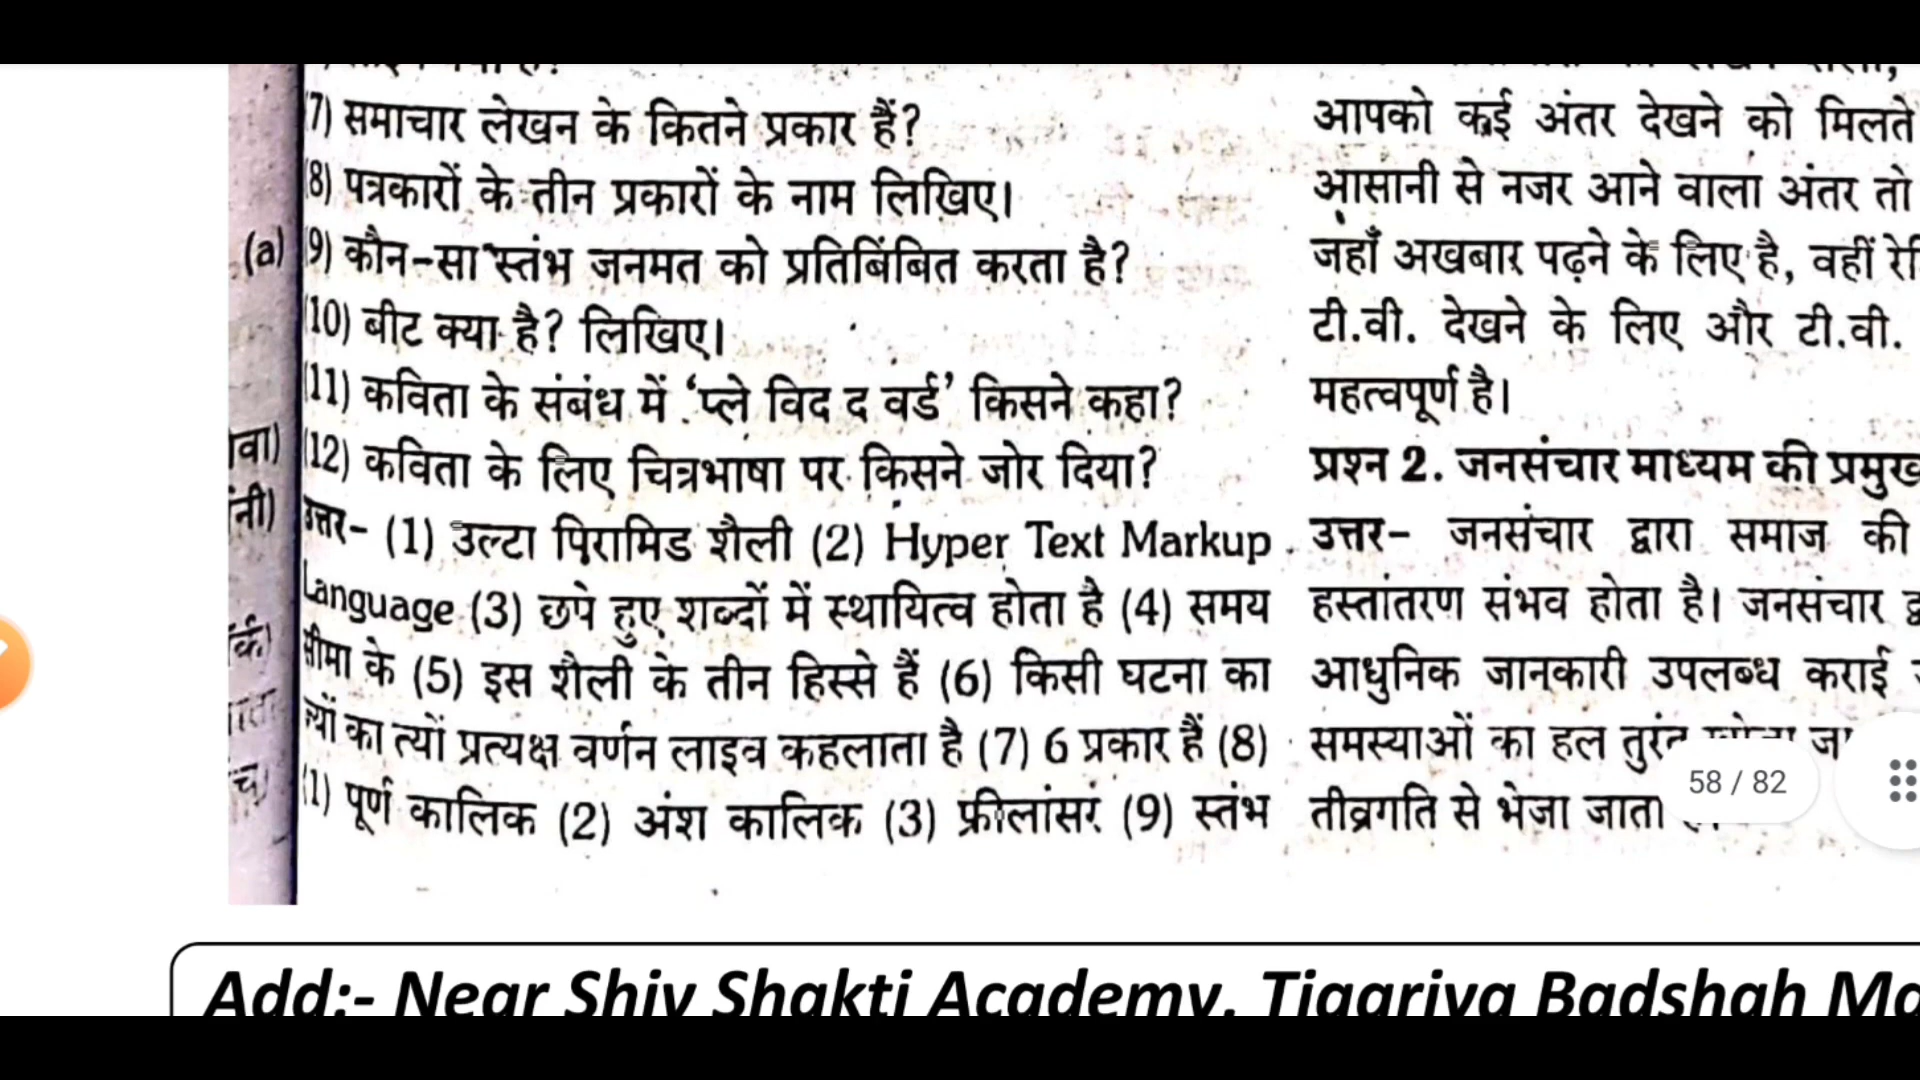 (7) समाचार लेखन के कितने प्रकार हैं?
(8) पत्रकारों के तीन प्रकारों के नाम लिखिए।
(a)
(9) कौन-सा स्तंभ जनमत को प्रतिबिंबित करता है?
(10) बीट क्या है? लिखिए।
(11) कविता के संबंध में 'प्ले विद द वर्ड' किसने कहा?
(12) कविता के लिए चित्रभाषा पर किसने जोर दिया?
उत्तर- (1) उल्टा पिरामिड शैली (2) Hyper Text Markup
Language (3) छपे हुए शब्दों में स्थायित्व होता है (4) समय
सीमा के (5) इस शैली के तीन हिस्से हैं (6) किसी घटना का
ज्यों का त्यों प्रत्यक्ष वर्णन लाइव कहलाता है (7) 6 प्रकार हैं (8)
(1) पूर्ण कालिक (2) अंश कालिक (3) फ्रीलांसर (9) स्तंभ
आपको कई अंतर देखने को मिलते
आसानी से नजर आने वाला अंतर तो
जहाँ अखबार पढ़ने के लिए है, वहीं
टी.वी. देखने के लिए और टी.वी.
महत्वपूर्ण है।
प्रश्न 2. जनसंचार माध्यम की प्रमुख
उत्तर- जनसंचार द्वारा समाज की
हस्तांतरण संभव होता है। जनसंचार
आधुनिक जानकारी उपलब्ध कराई
समस्याओं का हल तुरंत
तीव्रगति से भेजा जाता
58 / 82
Add:- Near Shiv Shakti Academy, Tigariya Badshah